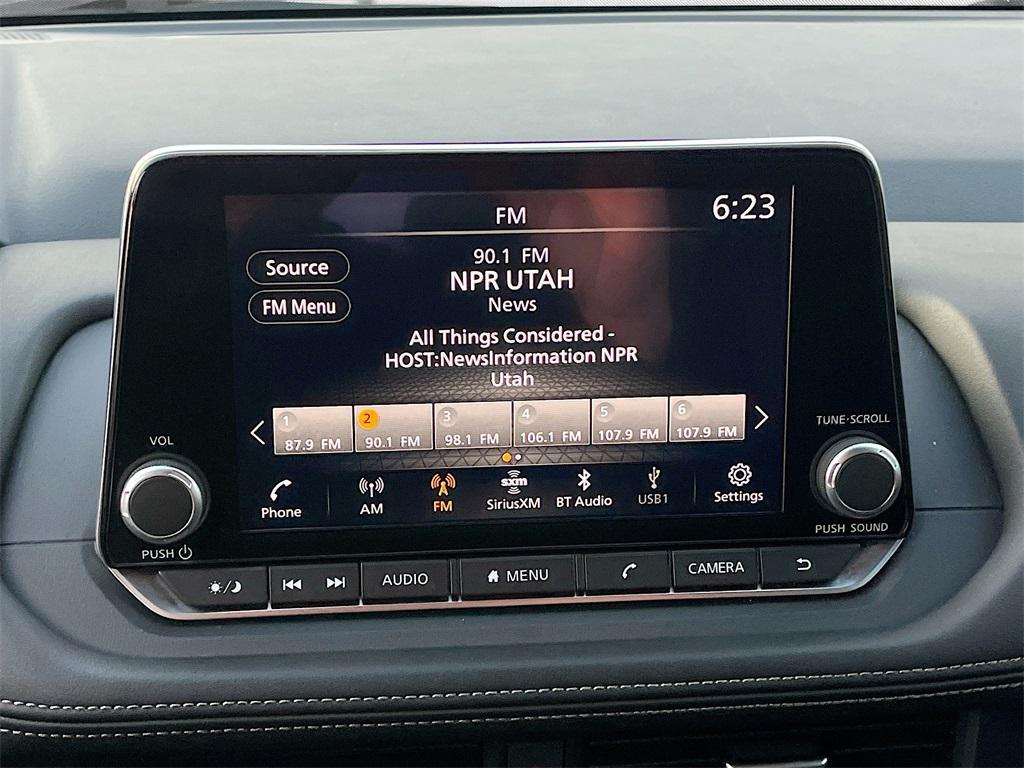 FM
6:23
90.1 FM
Source
NPR UTAH
FM Menu
News
All Things Considered -
HOST:NewsInformation NPR
Utah
1 2 3 4 5 6
87.9 FM 90.1 FM 98.1 FM 106.1 FM 107.9 FM 107.9 FM
TUNE·SCROLL
VOL
sxm
Phone AM FM SiriusXM BT Audio USB1 Settings
PUSH SOUND
PUSH
AUDIO MENU CAMERA